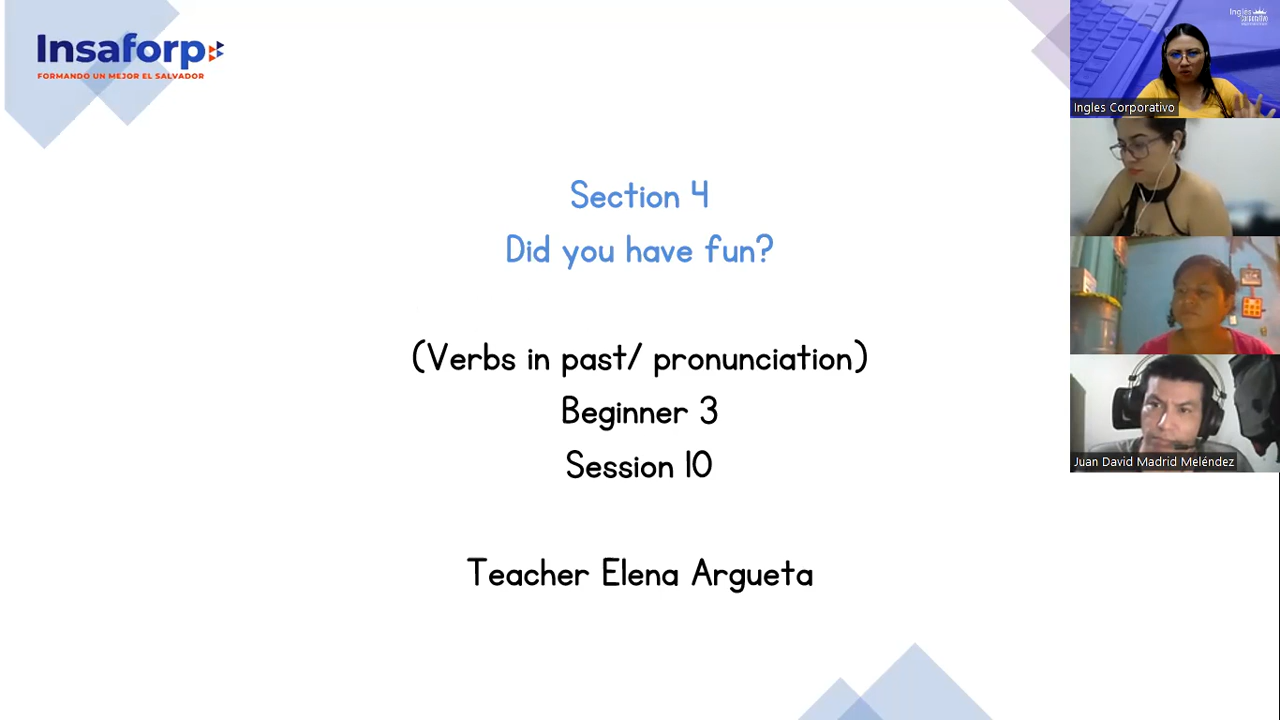 Insaforp
FORMANDO UN MEJOR EL SALVADOR
Section 4
Did you have fun?
(Verbs in past/ pronunciation)
Beginner 3
Session 10
Teacher Elena Argueta
Ingles Corporativo
Juan David Madrid Meléndez
Inglés